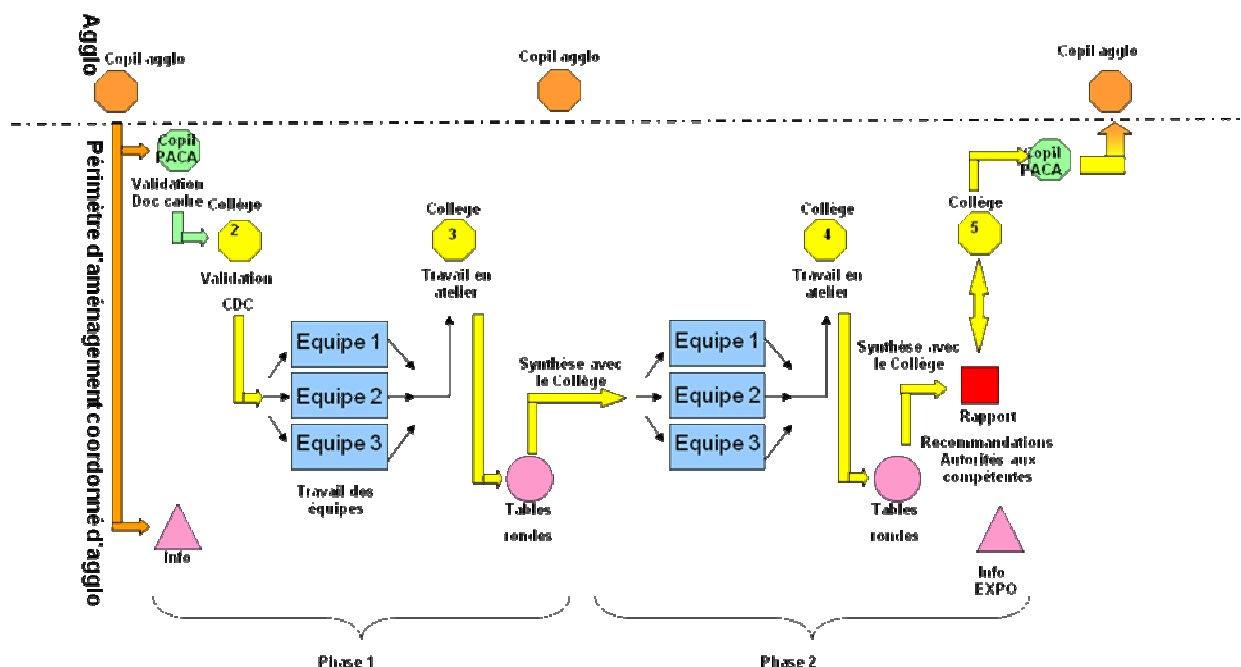 Agglo
Périmètre d'aménagement coordonné d'agglo
Copil agglo
Copil agglo
Copil agglo
Copil
PACA
Validation
Doc cadre
Collège
2
Validation
CDC
Equipe 1
Equipe 2
Equipe 3
Travail des
équipes
College
3
Travail en
atelier
Synthèse avec
le Collège
Tables
rondes
Info
Phase 1
Equipe 1
Equipe 2
Equipe 3
Collège
4
Travail en
atelier
Tables
rondes
Synthèse avec
le Collège
Rapport
Recommandations
Autorités aux
compétentes
Collège
5
Copil
PACA
Info
EXPO
Phase 2